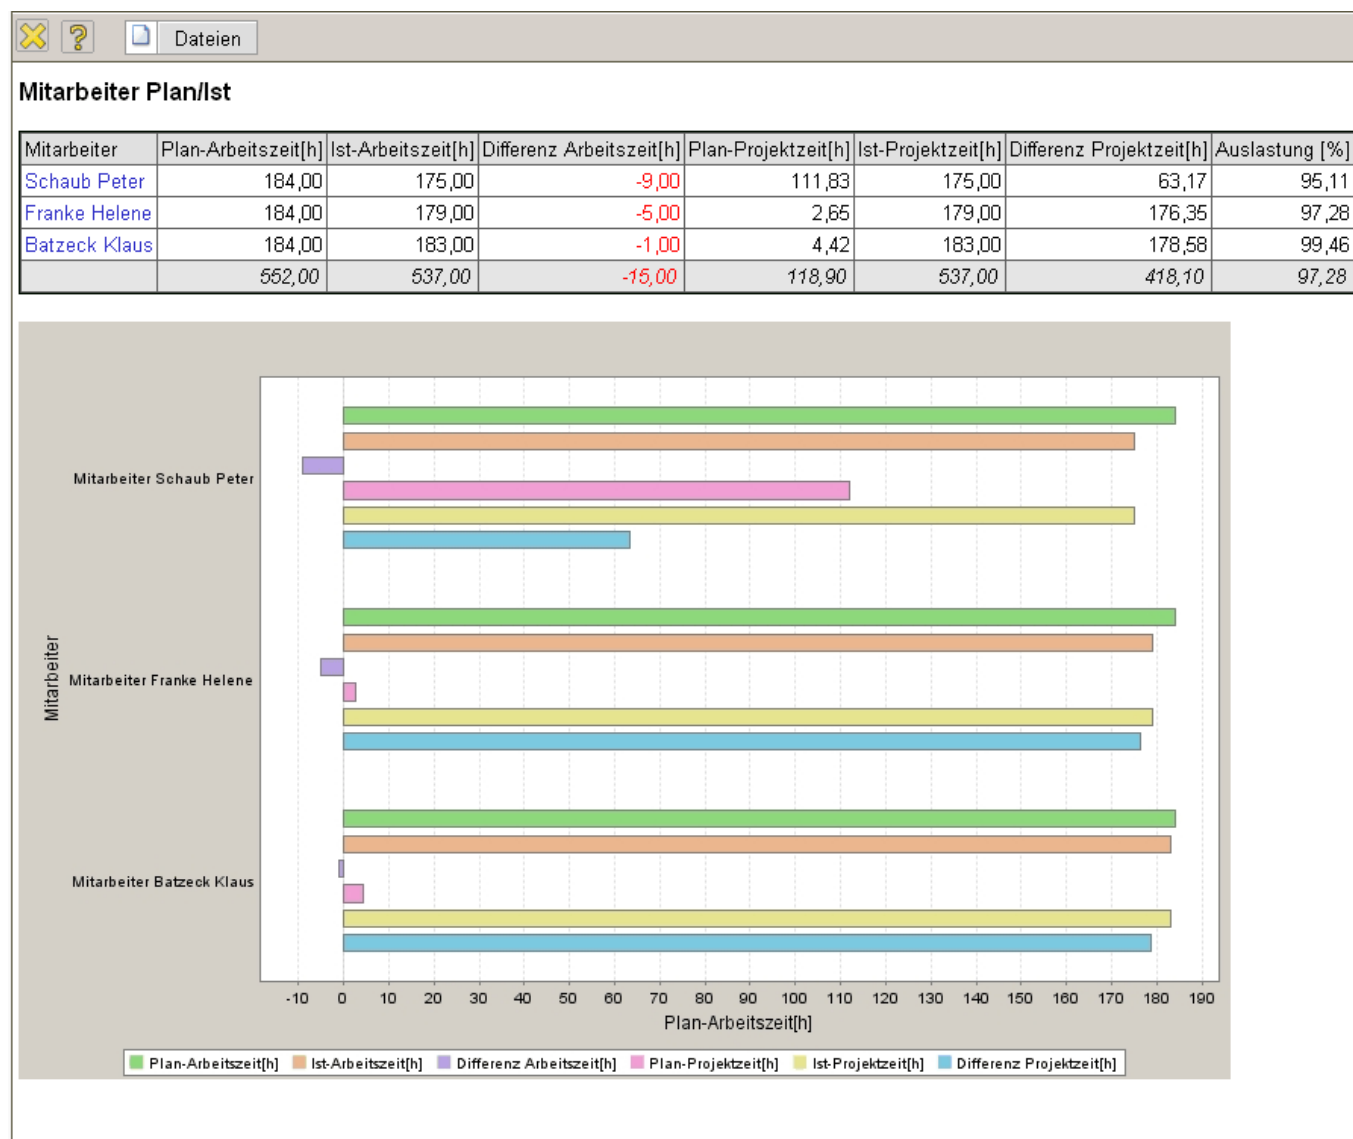 Dateien
Mitarbeiter Plan/Ist
Mitarbeiter Plan-Arbeitszeit[h] Ist-Arbeitszeit[h] Differenz Arbeitszeit[h] Plan-Projektzeit[h] Ist-Projektzeit[h] Differenz Projektzeit[h] Auslastung [%]
Schaub Peter 184,00 175,00 -9,00 111,83 175,00 63,17 95,11
Franke Helene 184,00 179,00 -5,00 2,65 179,00 176,35 97,28
Batzeck Klaus 184,00 183,00 -1,00 4,42 183,00 178,58 99,46
552,00 537,00 -15,00 118,90 537,00 418,10 97,28
Mitarbeiter Schaub Peter
Mitarbeiter
Mitarbeiter Franke Helene
Mitarbeiter Batzeck Klaus
-10 0 10 20 30 40 50 60 70 80 90 100 110 120 130 140 150 160 170 180 190
Plan-Arbeitszeit[h]
Plan-Arbeitszeit[h] Ist-Arbeitszeit[h] Differenz Arbeitszeit[h] Plan-Projektzeit[h] Ist-Projektzeit[h] Differenz Projektzeit[h]